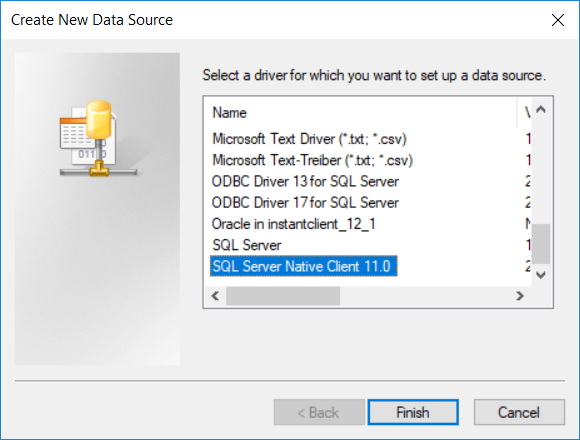 Create New Data Source
Select a driver for which you want to set up a data source.
Name
Microsoft Text Driver (*.txt; *.csv) 1
Microsoft Text-Treiber (*.txt; *.csv) 1
ODBC Driver 13 for SQL Server 2
ODBC Driver 17 for SQL Server 2
Oracle in instantclient_12_1
SQL Server 1
SQL Server Native Client 11.0 2
< Back Finish Cancel